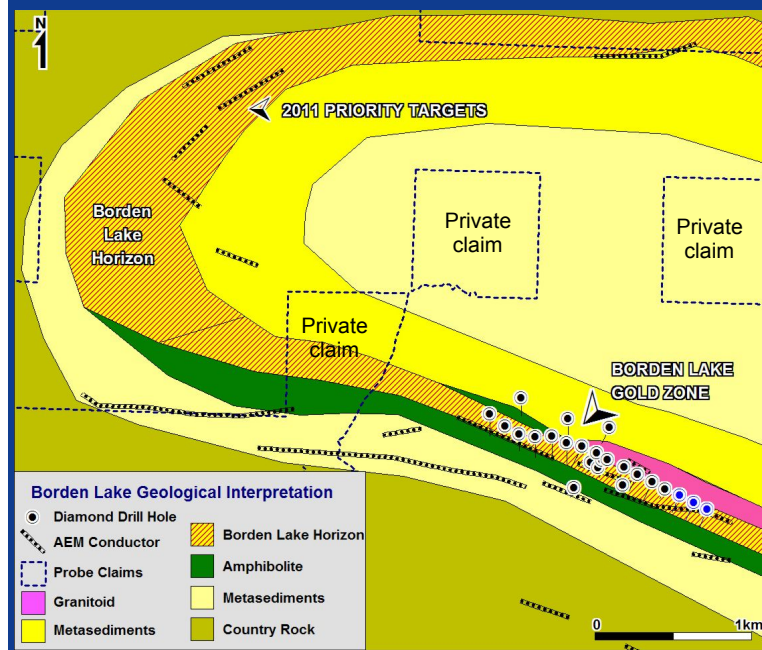 N
2011 PRIORITY TARGETS
Borden
Lake
Horizon
Private
claim
Private
claim
Private
claim
BORDEN LAKE
GOLD ZONE
Borden Lake Geological Interpretation
Diamond Drill Hole
AEM Conductor
Probe Claims
Granitoid
Metasediments
Borden Lake Horizon
Amphibolite
Metasediments
Country Rock
0 1km